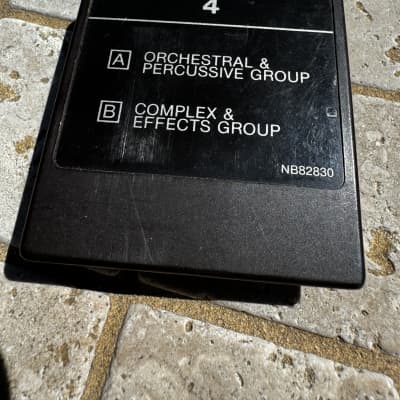 4
A ORCHESTRAL &
PERCUSSIVE GROUP
B COMPLEX &
EFFECTS GROUP
NB82830